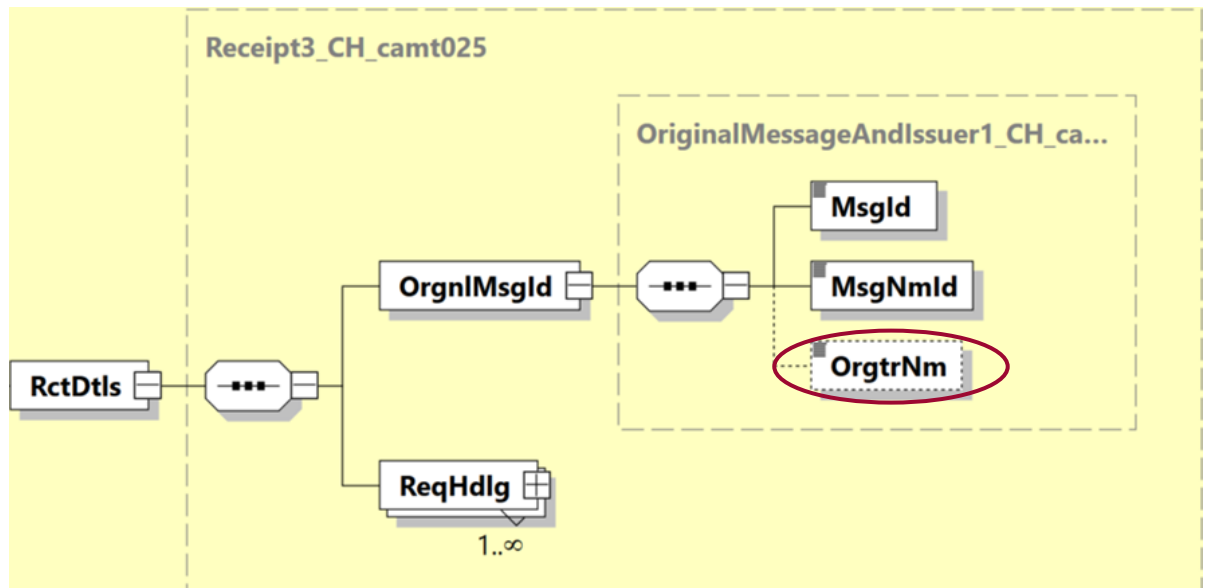 Receipt3_CH_camt025
OriginalMessageAndIssuer1_CH_ca...
MsgId
OrgnlMsgId
MsgNmId
OrgtrNm
RctDtls
ReqHdlg
1..∞